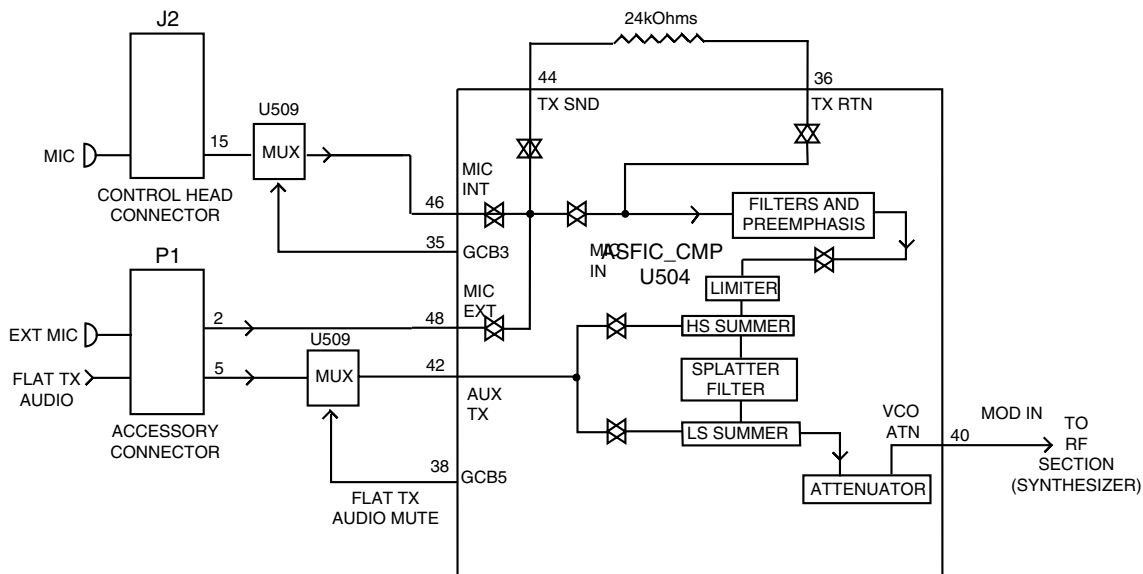 24kOhms
J2
44
36
TX SND
TX RTN
U509
15
MUX
MIC
MIC
INT
CONTROL HEAD
CONNECTOR
46
FILTERS AND
PREEMPHASIS
35
GCB3
MIC
IN
ASFIC_CMP
U504
P1
MIC
EXT
LIMITER
2
48
HS SUMMER
EXT MIC
U509
FLAT TX
AUDIO
5
MUX
42
AUX
TX
SPLATTER
FILTER
ACCESSORY
CONNECTOR
LS SUMMER
VCO
ATN
40
MOD IN
TO
RF
SECTION
(SYNTHESIZER)
38
GCB5
FLAT TX
AUDIO MUTE
ATTENUATOR